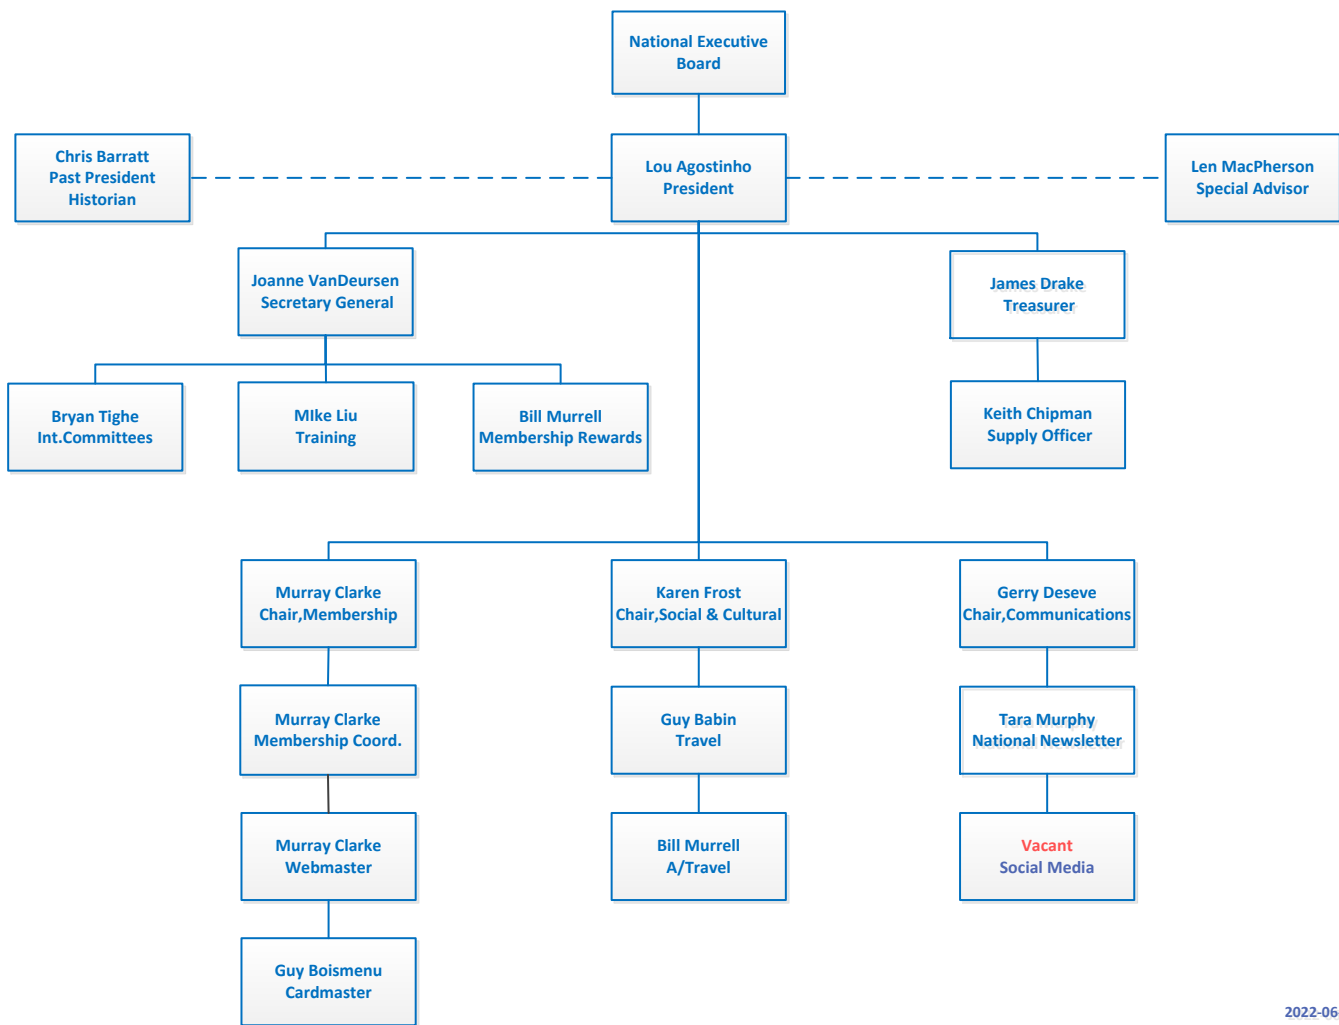 National Executive
Board
Chris Barratt
Past President
Historian
Lou Agostinho
President
Len MacPherson
Special Advisor
Joanne VanDeursen
Secretary General
James Drake
Treasurer
Bryan Tighe
Int.Committees
MIke Liu
Training
Bill Murrell
Membership Rewards
Keith Chipman
Supply Officer
Murray Clarke
Chair,Membership
Karen Frost
Chair,Social & Cultural
Gerry Deseve
Chair,Communications
Murray Clarke
Membership Coord.
Guy Babin
Travel
Tara Murphy
National Newsletter
Murray Clarke
Webmaster
Bill Murrell
A/Travel
Vacant
Social Media
Guy Boismenu
Cardmaster
2022-06